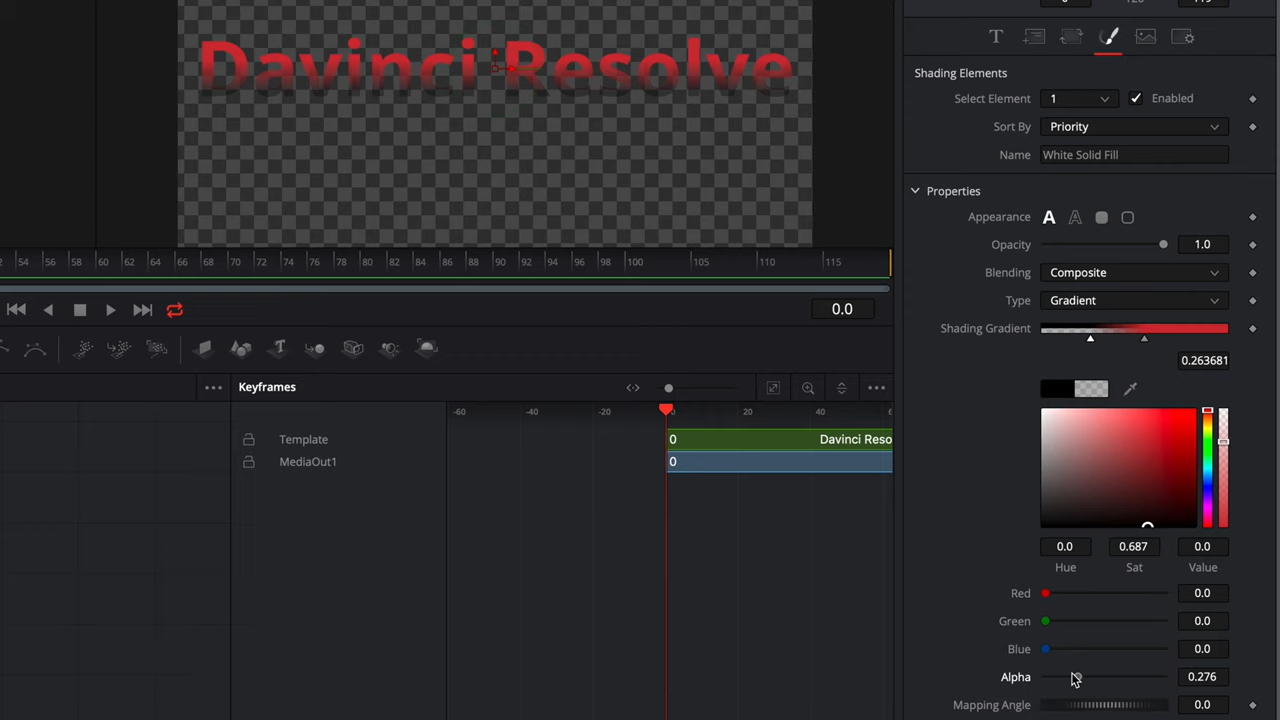 Davinci Resolve
Shading Elements
Select Element 1 Enabled
Sort By Priority
Name White Solid Fill
Properties
Appearance A A
Opacity 1.0
Blending Composite
Type Gradient
Shading Gradient
0.263681
54 56 58 60 62 64 66 68 70 72 74 76 78 80 82 84 86 88 90 92 94 96 98 100 105 110 115
0.0
Keyframes
-60 -40 -20 0 20 40
Template 0 Davinci Reso
MediaOut1 0
0.0 0.687 0.0
Hue Sat Value
Red 0.0
Green 0.0
Blue 0.0
Alpha 0.276
Mapping Angle 0.0